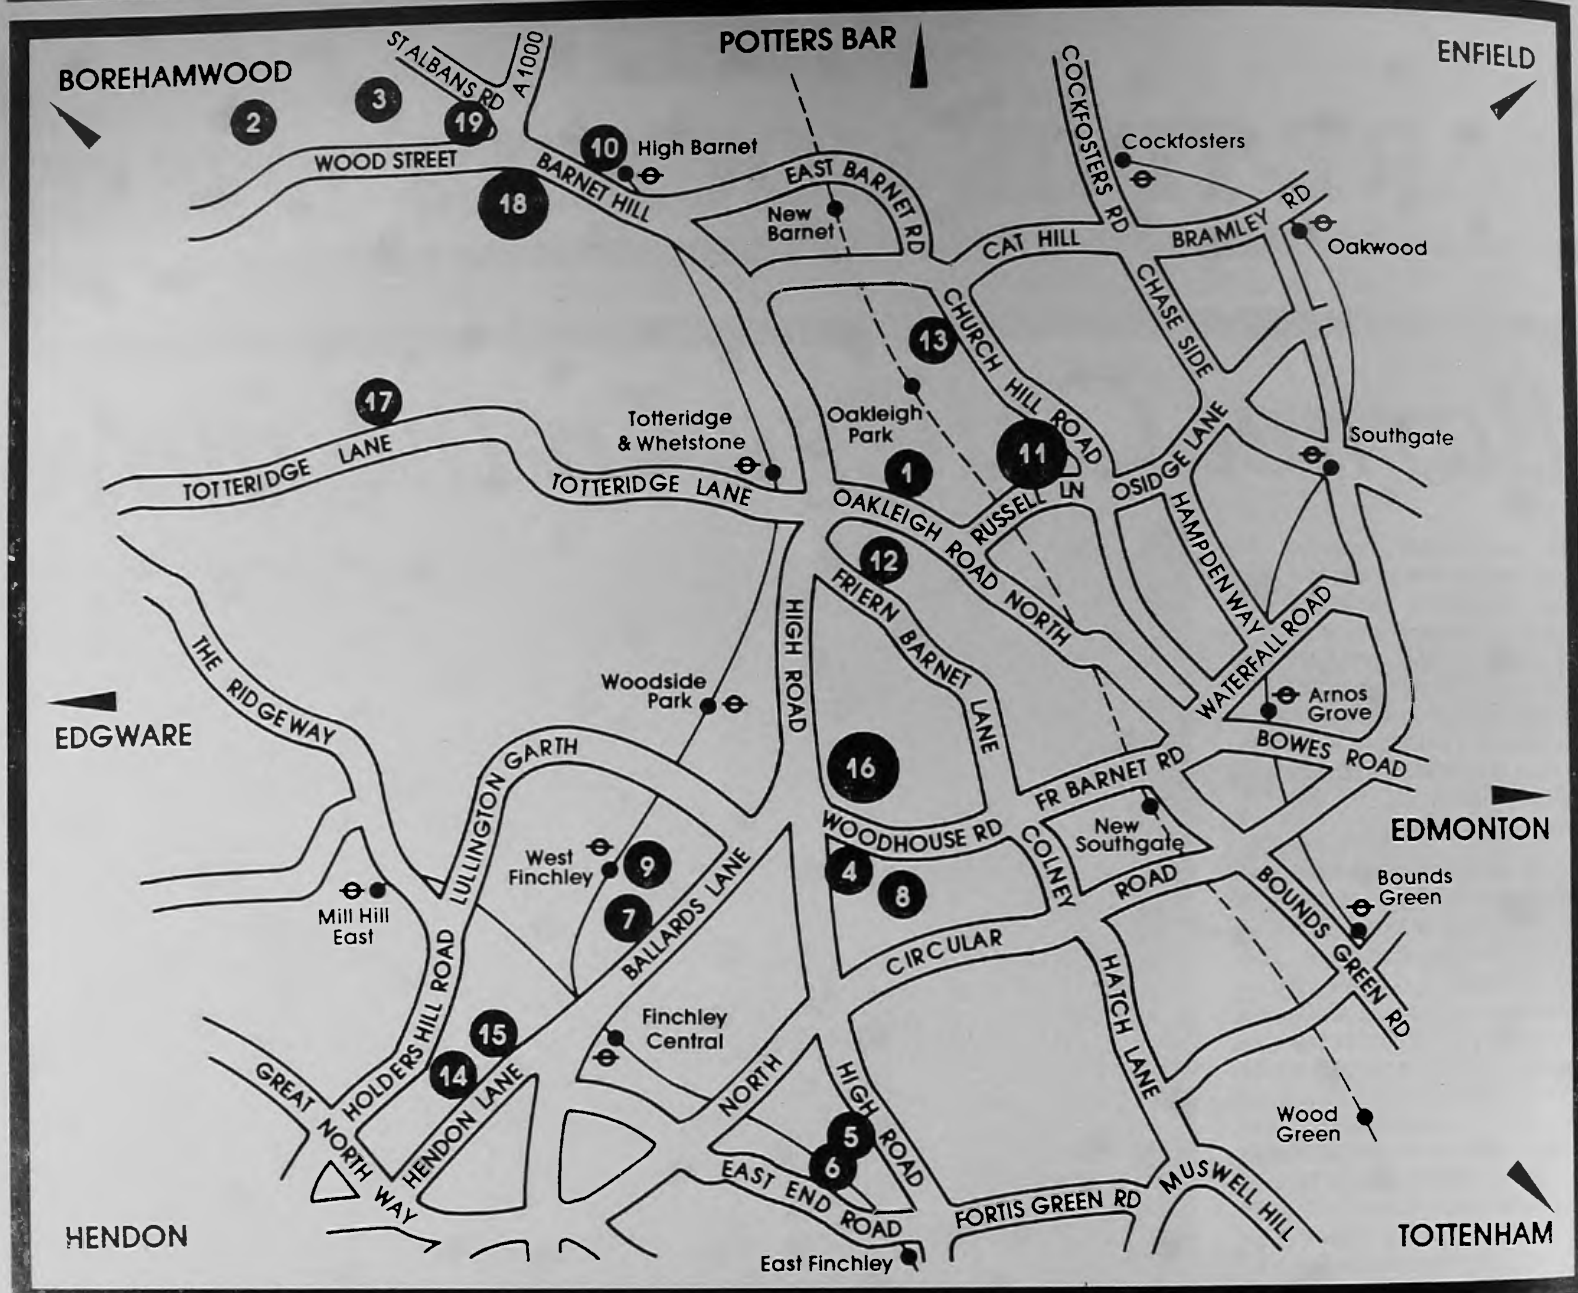 POTTERS BAR
ENFIELD
BOREHAMWOOD
ST ALBANS RD
A 1000
COCKFOSTERS RD
2
3
19
10
High Barnet
Cockfosters
WOOD STREET
BARNET HILL
EAST BARNET RD
18
New
Barnet
CAT HILL
BRAMLEY RD
Oakwood
CHASE SIDE
13
CHURCH HILL ROAD
17
Totteridge
& Whetstone
Oakleigh
Park
Southgate
TOTTERIDGE LANE
TOTTERIDGE LANE
1
11
OSIDGE LANE
OAKLEIGH ROAD NORTH
RUSSELL LN
HAMPDEN WAY
12
FRIERN BARNET LANE
HIGH ROAD
WATERFALL ROAD
THE RIDGEWAY
Woodside
Park
Arnos
Grove
EDGWARE
LULLINGTON GARTH
16
BOWES ROAD
FR BARNET RD
WOODHOUSE RD
New
Southgate
EDMONTON
West
Finchley
9
4
8
COLNEY
HATCH LANE
Bounds
Green
Mill Hill
East
7
BALLARDS LANE
NORTH
CIRCULAR
ROAD
BOUNDS GREEN RD
HOLDERS HILL ROAD
15
Finchley
Central
14
HENDON LANE
GREAT NORTH WAY
HIGH ROAD
5
6
Wood
Green
EAST END ROAD
FORTIS GREEN RD
MUSWELL HILL
HENDON
East Finchley
TOTTENHAM